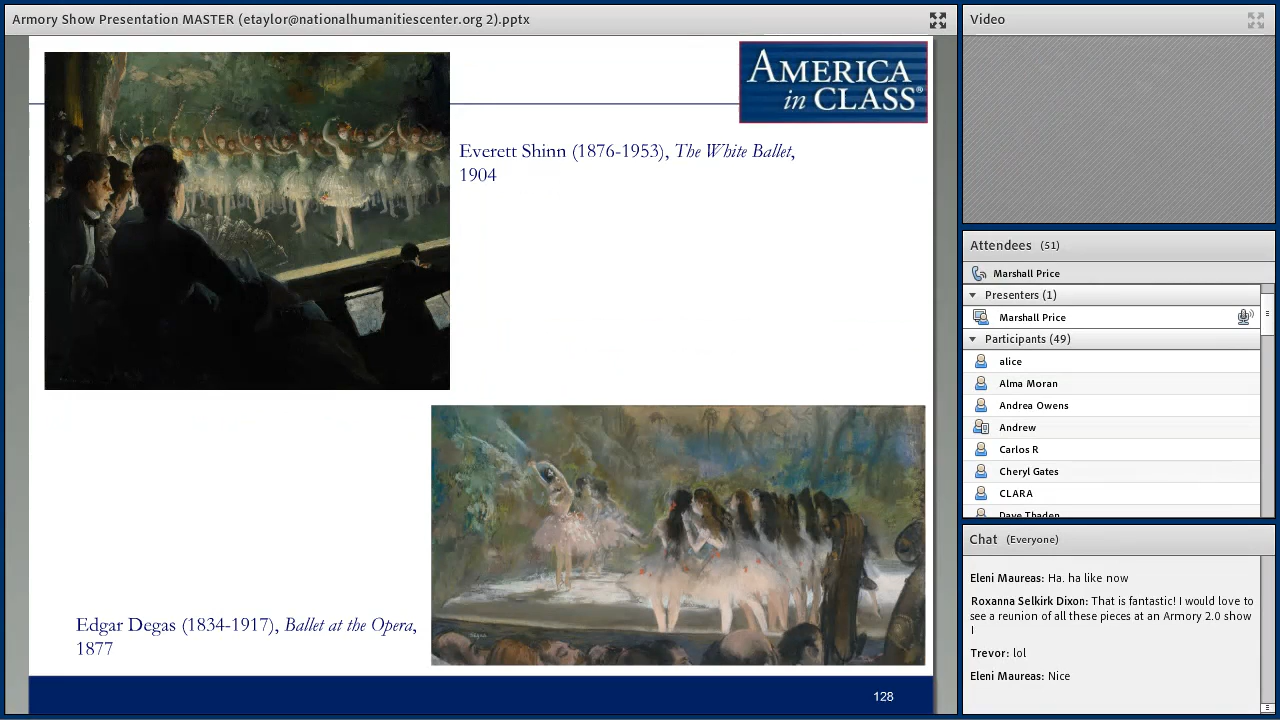 Armory Show Presentation MASTER (etaylor@nationalhumanitiescenter.org 2).pptx
AMERICA
in CLASS®
Everett Shinn (1876-1953), The White Ballet,
1904
Edgar Degas (1834-1917), Ballet at the Opera,
1877
128
Video
Attendees (51)
Marshall Price
Presenters (1)
Marshall Price
Participants (49)
alice
Alma Moran
Andrea Owens
Andrew
Carlos R
Cheryl Gates
CLARA
Dave Thaden
Chat (Everyone)
Eleni Maureas: Ha. ha like now
Roxanna Selkirk Dixon: That is fantastic! I would love to
see a reunion of all these pieces at an Armory 2.0 show
!
Trevor: lol
Eleni Maureas: Nice